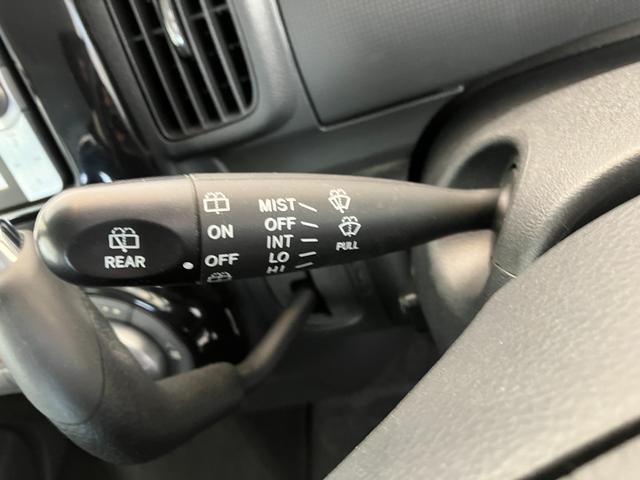 REAR
ON
OFF
MIST
OFF
INT
LO
HI
PULL